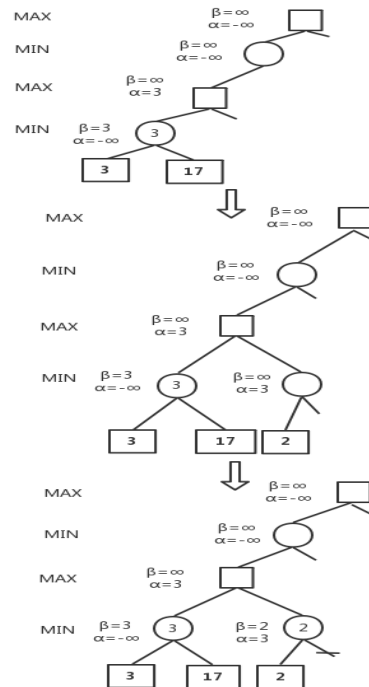 MAX
β=∞
α=-∞
MIN
β=∞
α=-∞
MAX
β=∞
α=3
MIN
β=3
α=-∞
3
3
17
MAX
β=∞
α=-∞
MIN
β=∞
α=-∞
MAX
β=∞
α=3
MIN
β=3
α=-∞
3
β=∞
α=3
3
17
2
MAX
β=∞
α=-∞
MIN
β=∞
α=-∞
MAX
β=∞
α=3
MIN
β=3
α=-∞
3
β=2
α=3
2
3
17
2